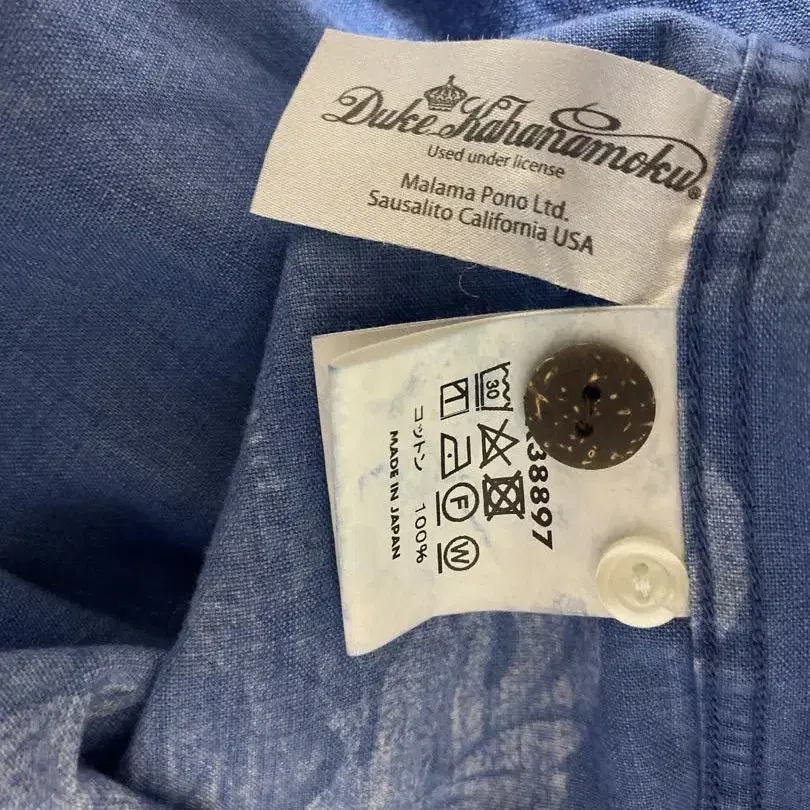 Duke Kahanamoku®
Used under license
Malama Pono Ltd.
Sausalito California USA
38897
30
F W
コットン 100%
MADE IN JAPAN